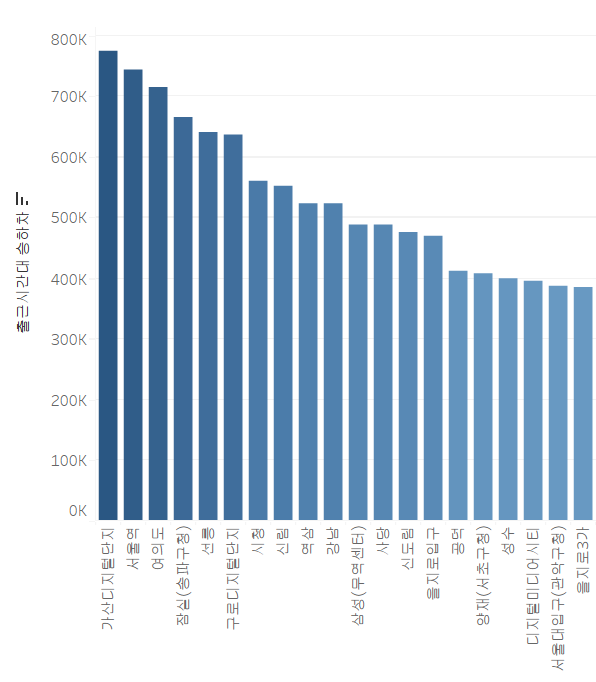 800K
700K
600K
500K
400K
300K
200K
100K
0K
출근시간대 승하차
가산디지털단지
서울역
여의도
잠실(송파구청)
선릉
구로디지털단지
시청
신림
역삼
강남
삼성(무역센터)
사당
신도림
을지로입구
공덕
양재(서초구청)
성수
디지털미디어시티
서울대입구(관악구청)
을지로3가